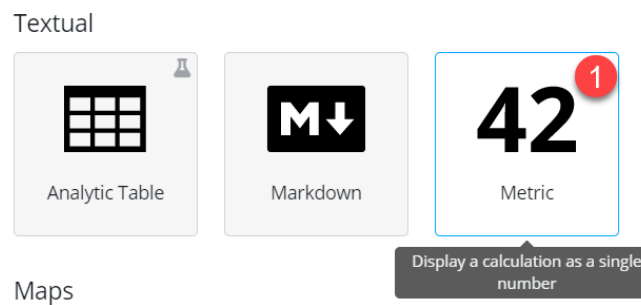 Textual
42
1
M
Analytic Table
Markdown
Metric
Display a calculation as a single
number
Maps